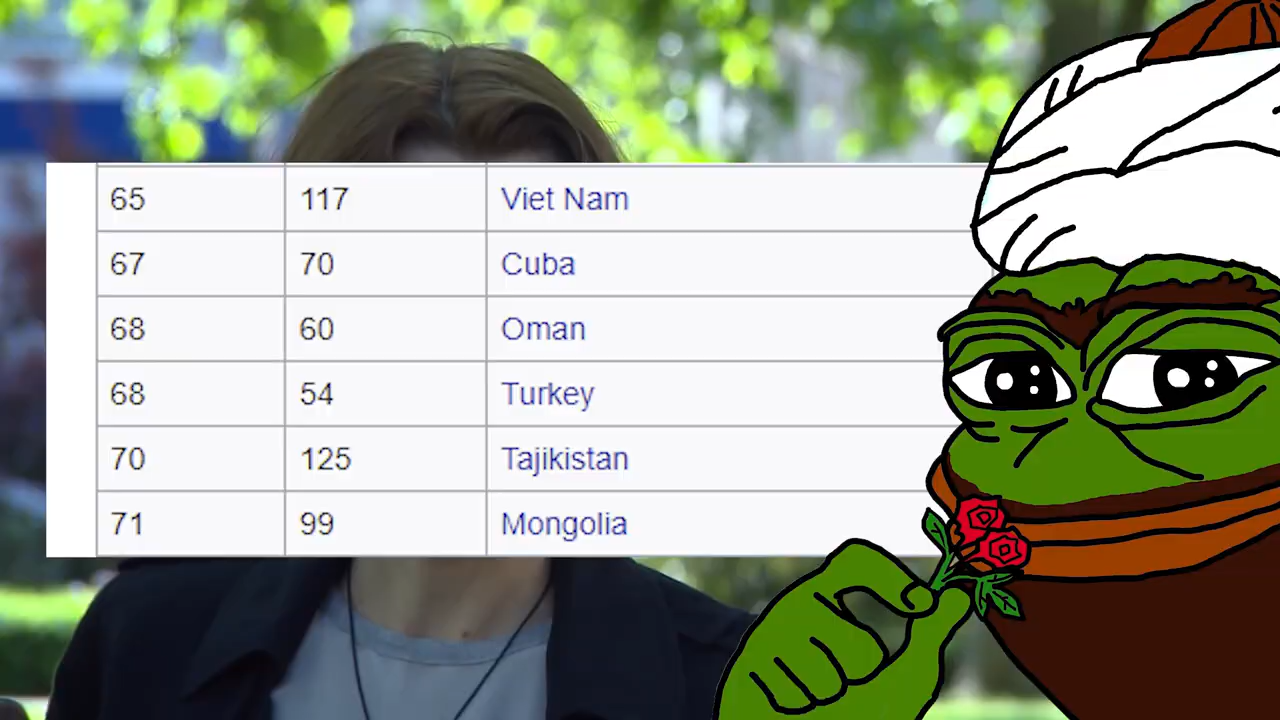 65 117 Viet Nam
67 70 Cuba
68 60 Oman
68 54 Turkey
70 125 Tajikistan
71 99 Mongolia